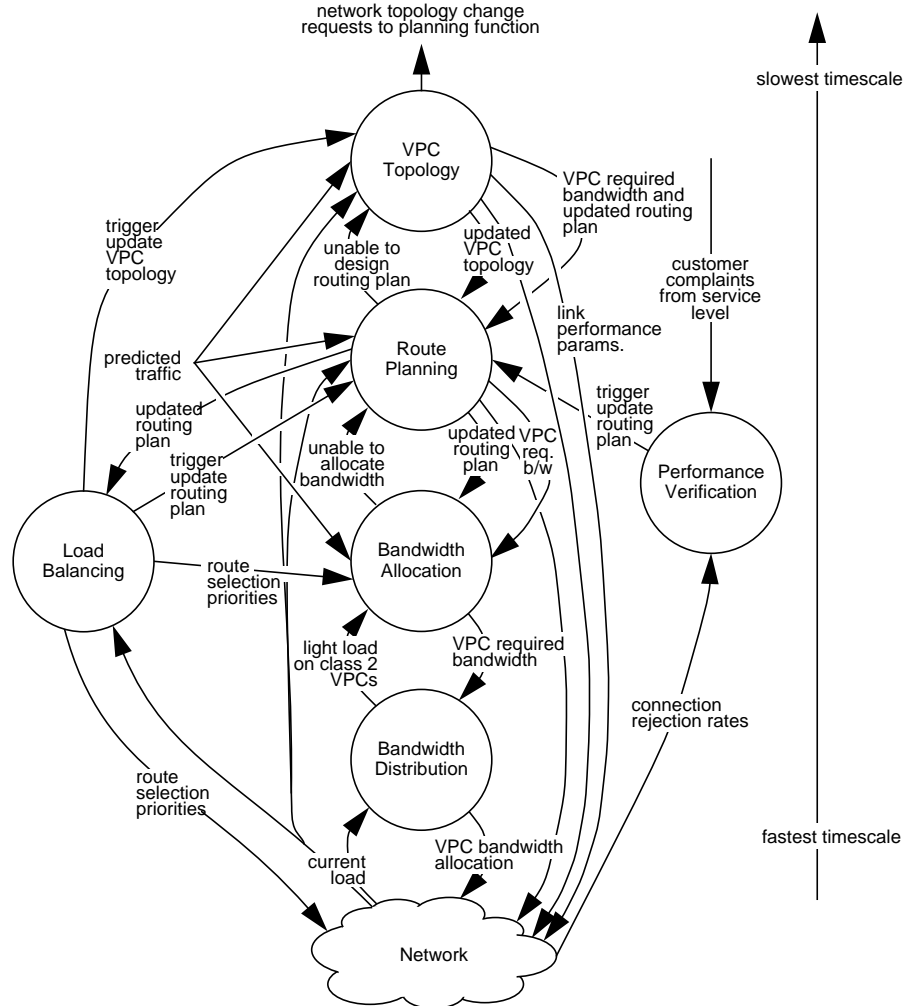 network topology change
requests to planning function
slowest timescale
VPC
Topology
VPC required
bandwidth and
updated routing
plan
trigger
update
VPC
topology
unable to
design
routing plan
updated
VPC
topology
customer
complaints
from service
level
link
performance
params.
predicted
traffic
Route
Planning
trigger
update
routing
plan
updated
routing
plan
trigger
update
routing
plan
unable to
allocate
bandwidth
updated
routing
plan
VPC
req.
b/w
Performance
Verification
Load
Balancing
route
selection
priorities
Bandwidth
Allocation
light load
on class 2
VPCs
VPC required
bandwidth
connection
rejection rates
Bandwidth
Distribution
route
selection
priorities
current
load
VPC bandwidth
allocation
fastest timescale
Network